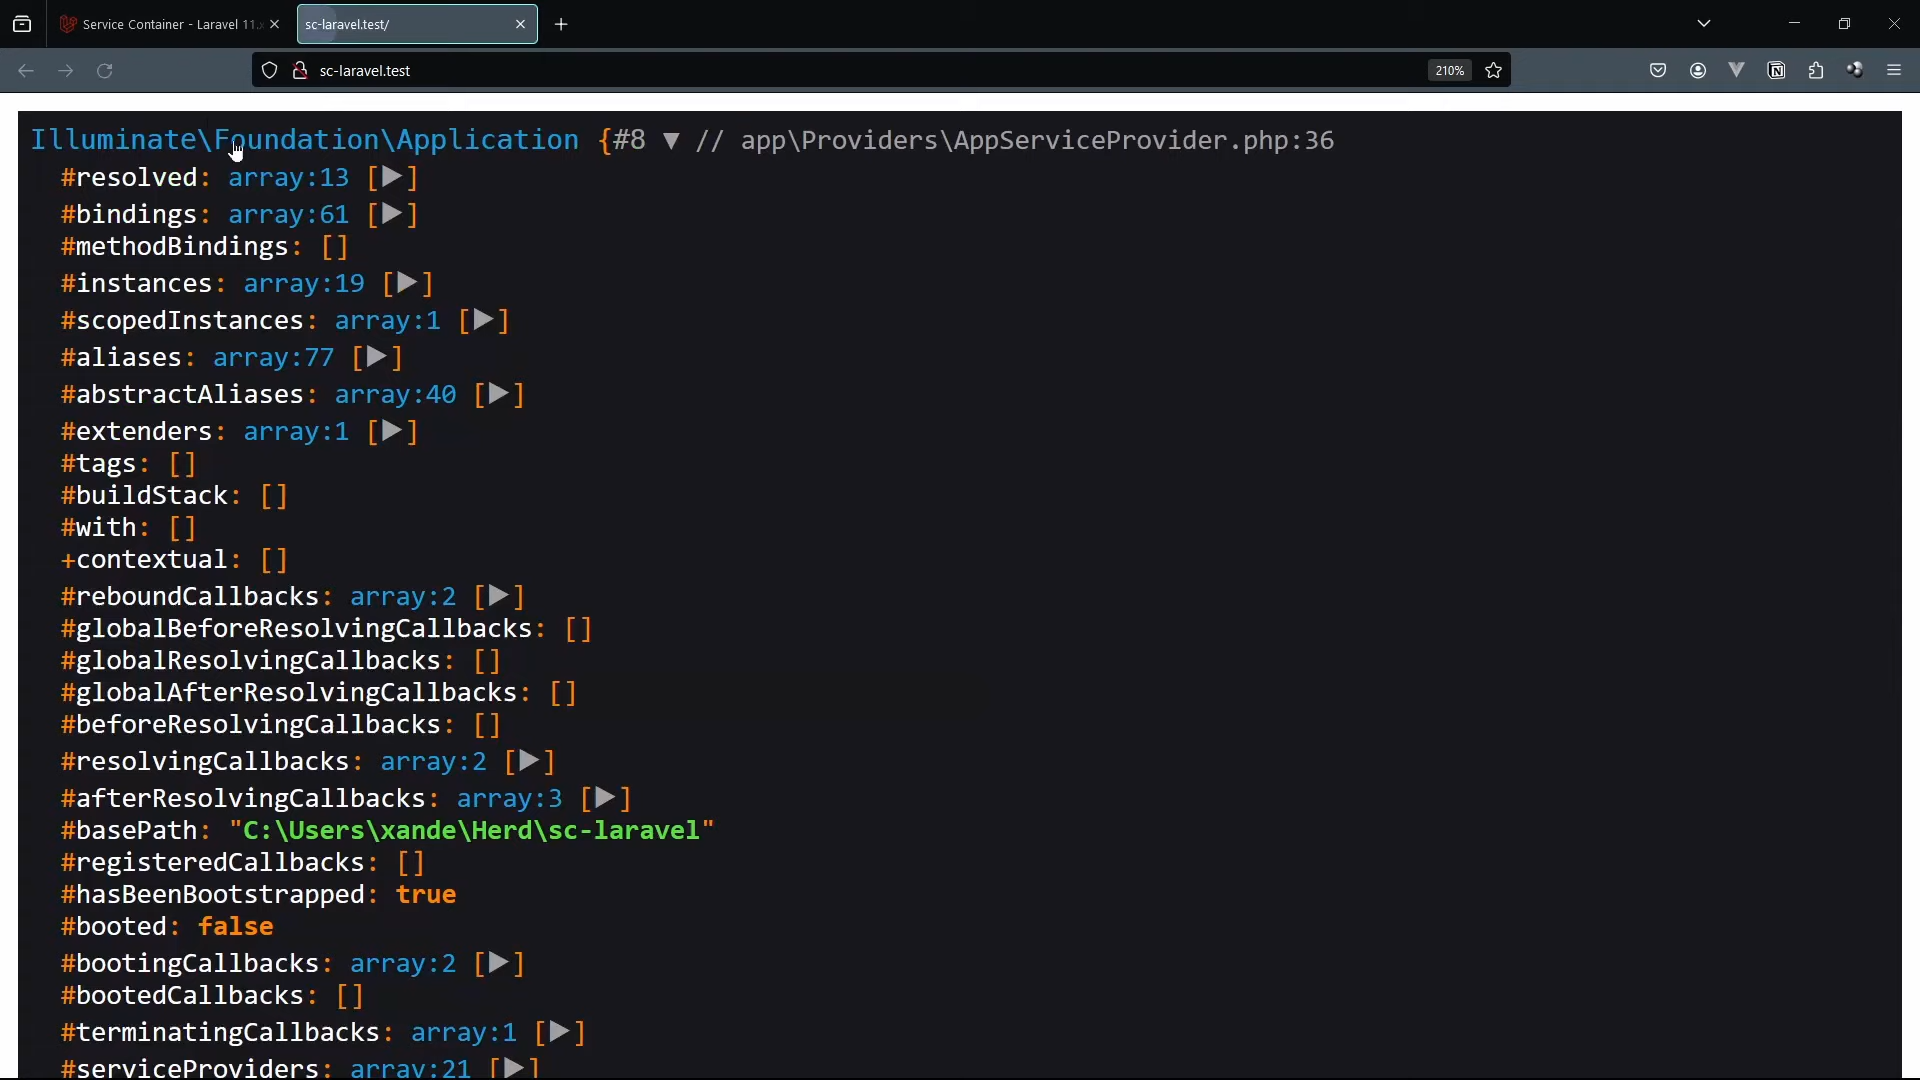 Service Container - Laravel 11.x
sc-laravel.test/
sc-laravel.test
210%
Illuminate\Foundation\Application {#8 ▼ // app\Providers\AppServiceProvider.php:36
#resolved: array:13 [▶]
#bindings: array:61 [▶]
#methodBindings: []
#instances: array:19 [▶]
#scopedInstances: array:1 [▶]
#aliases: array:77 [▶]
#abstractAliases: array:40 [▶]
#extenders: array:1 [▶]
#tags: []
#buildStack: []
#with: []
+contextual: []
#reboundCallbacks: array:2 [▶]
#globalBeforeResolvingCallbacks: []
#globalResolvingCallbacks: []
#globalAfterResolvingCallbacks: []
#beforeResolvingCallbacks: []
#resolvingCallbacks: array:2 [▶]
#afterResolvingCallbacks: array:3 [▶]
#basePath: "C:\Users\xande\Herd\sc-laravel"
#registeredCallbacks: []
#hasBeenBootstrapped: true
#booted: false
#bootingCallbacks: array:2 [▶]
#bootedCallbacks: []
#terminatingCallbacks: array:1 [▶]
#serviceProviders: array:21 [▶]